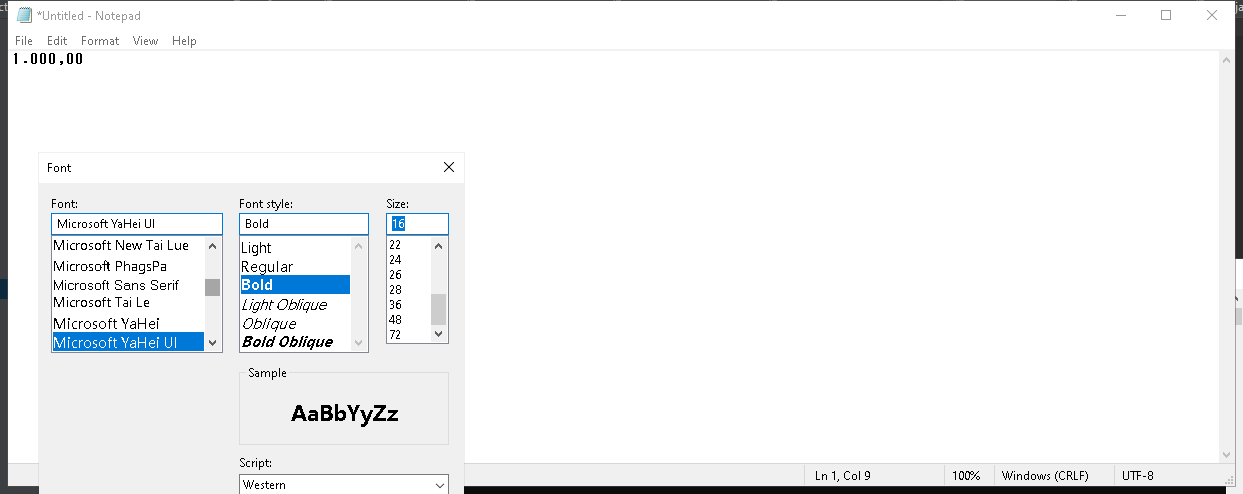 *Untitled - Notepad
File Edit Format View Help
1.000,00
Font
Font: Font style: Size:
Microsoft YaHei UI Bold 16
Microsoft New Tai Lue
Microsoft PhagsPa
Microsoft Sans Serif
Microsoft Tai Le
Microsoft YaHei
Microsoft YaHei UI
Light
Regular
Bold
Light Oblique
Oblique
Bold Oblique
22
24
26
28
36
48
72
Sample
AaBbYyZz
Script:
Western
Ln 1, Col 9 100% Windows (CRLF) UTF-8